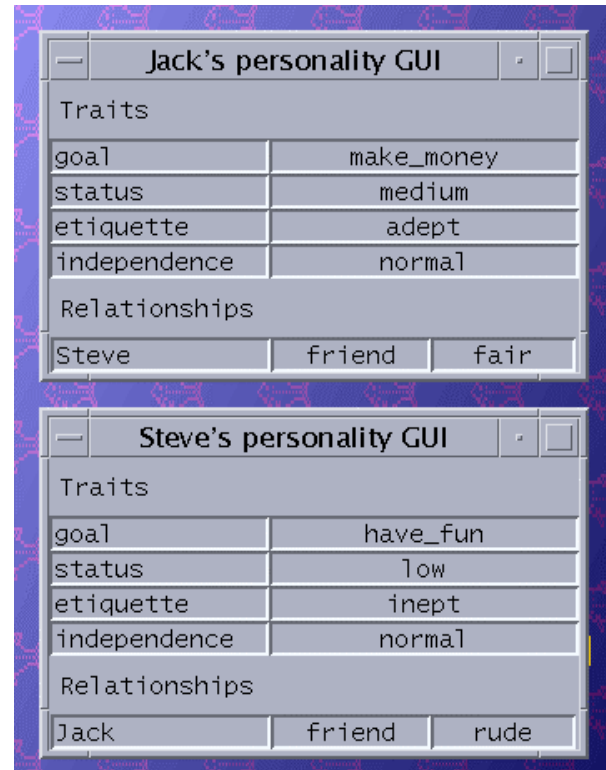 Jack's personality GUI
Traits
goal make_money
status medium
etiquette adept
independence normal
Relationships
Steve friend fair
Steve's personality GUI
Traits
goal have_fun
status low
etiquette inept
independence normal
Relationships
Jack friend rude